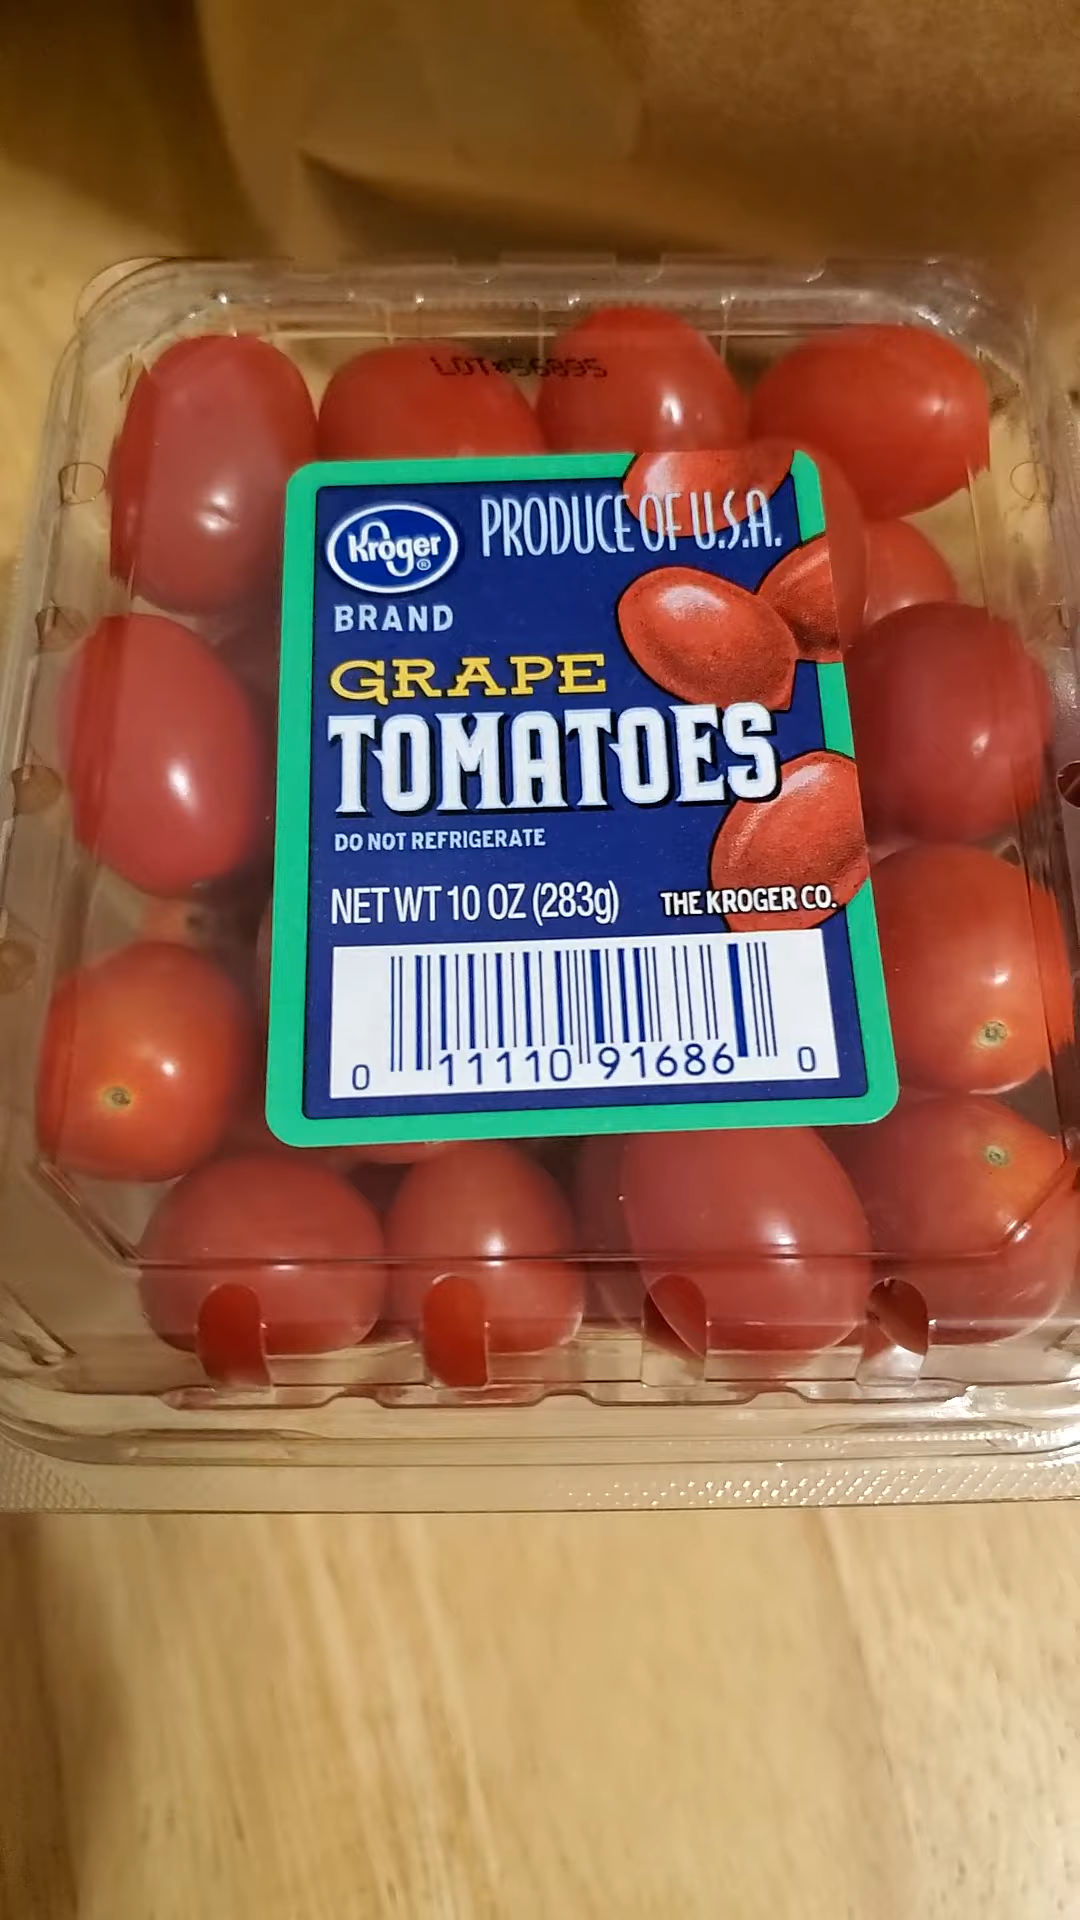 LOT#56895
Kroger®
PRODUCE OF U.S.A.
BRAND
GRAPE
TOMATOES
DO NOT REFRIGERATE
NET WT 10 OZ (283g) THE KROGER CO.
0 11110 91686 0